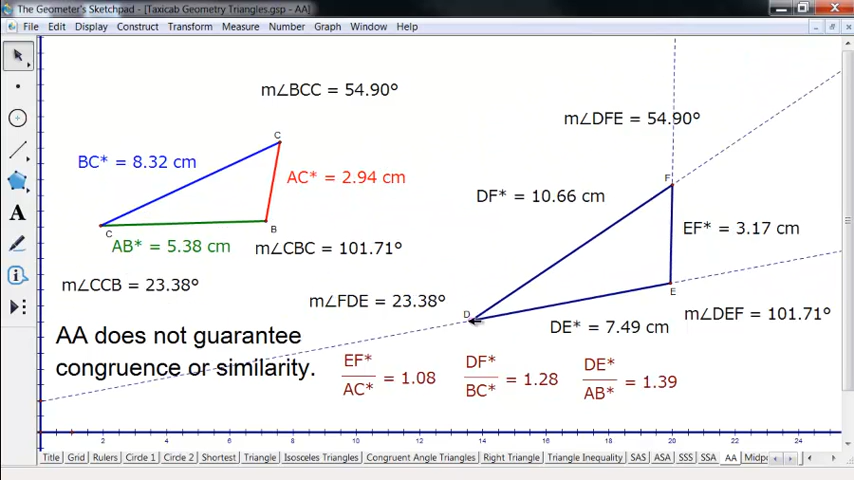 The Geometer's Sketchpad - [Taxicab Geometry Triangles.gsp - AA]
File Edit Display Construct Transform Measure Number Graph Window Help
m∠BCC = 54.90°
m∠DFE = 54.90°
C
BC* = 8.32 cm
AC* = 2.94 cm
F
DF* = 10.66 cm
EF* = 3.17 cm
C
B
AB* = 5.38 cm
m∠CBC = 101.71°
m∠CCB = 23.38°
m∠FDE = 23.38°
E
D
m∠DEF = 101.71°
DE* = 7.49 cm
AA does not guarantee
congruence or similarity.
EF*
AC* = 1.08
DF*
BC* = 1.28
DE*
AB* = 1.39
2 4 6 8 10 12 14 16 18 20 22 24
Title Grid Rulers Circle 1 Circle 2 Shortest Triangle Isosceles Triangles Congruent Angle Triangles Right Triangle Triangle Inequality SAS ASA SSS SSA AA Midpo
A